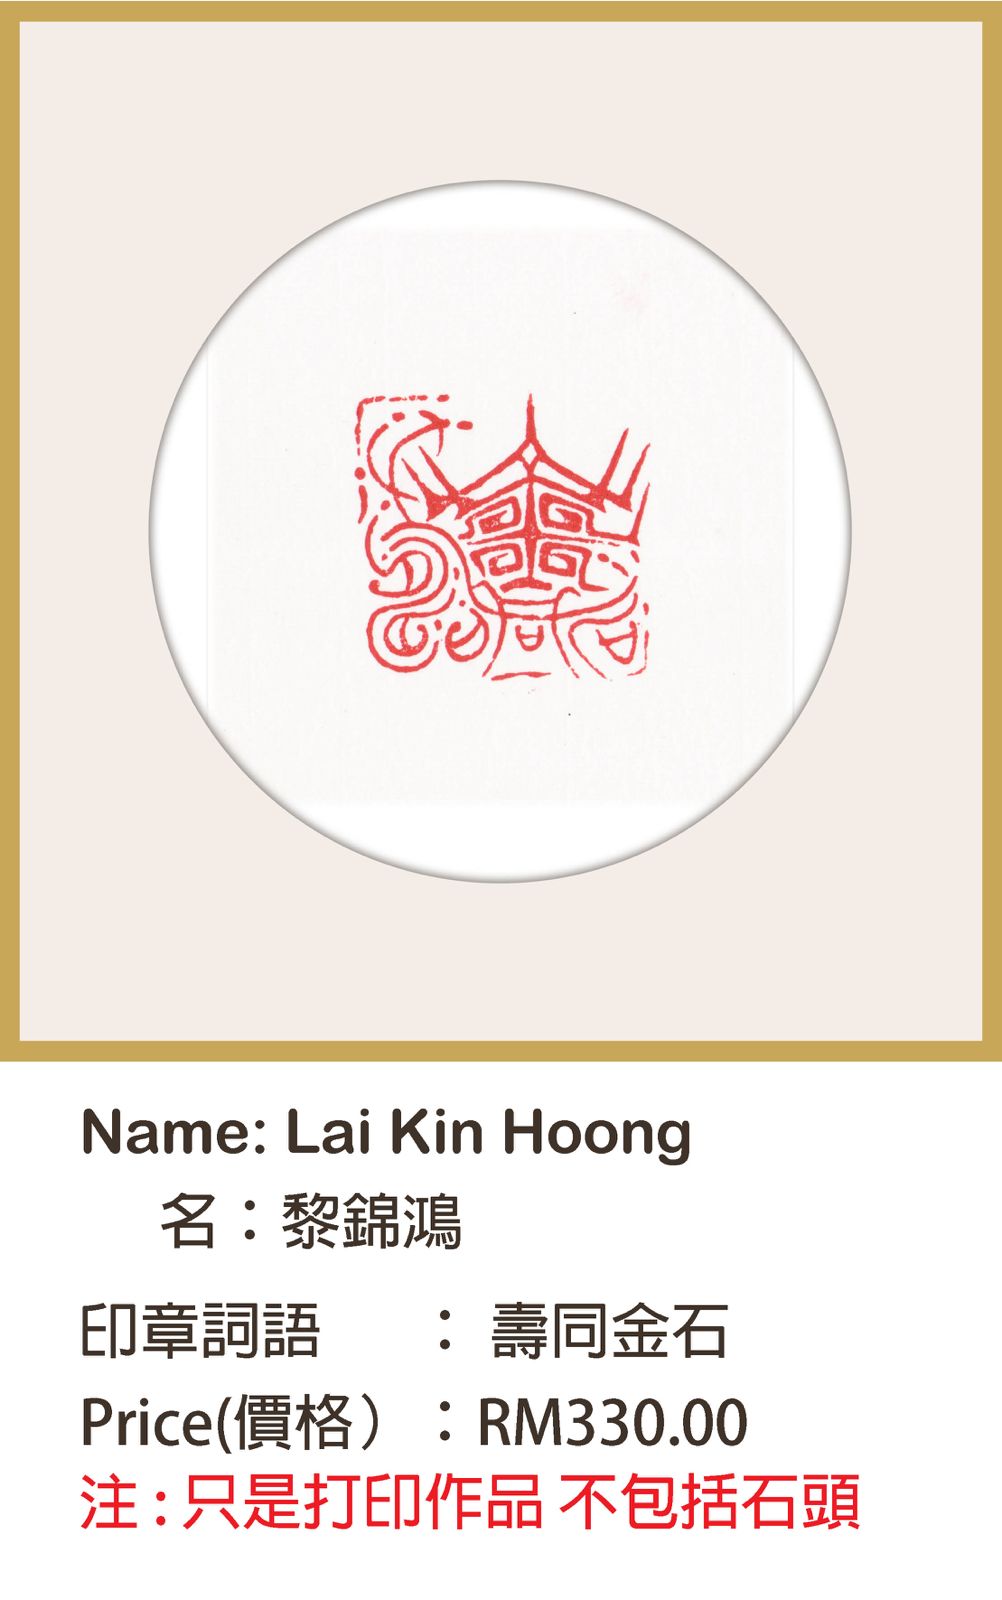 Name: Lai Kin Hoong
名：黎錦鴻
印章詞語 ： 壽同金石
Price(價格） ：RM330.00
注 : 只是打印作品 不包括石頭